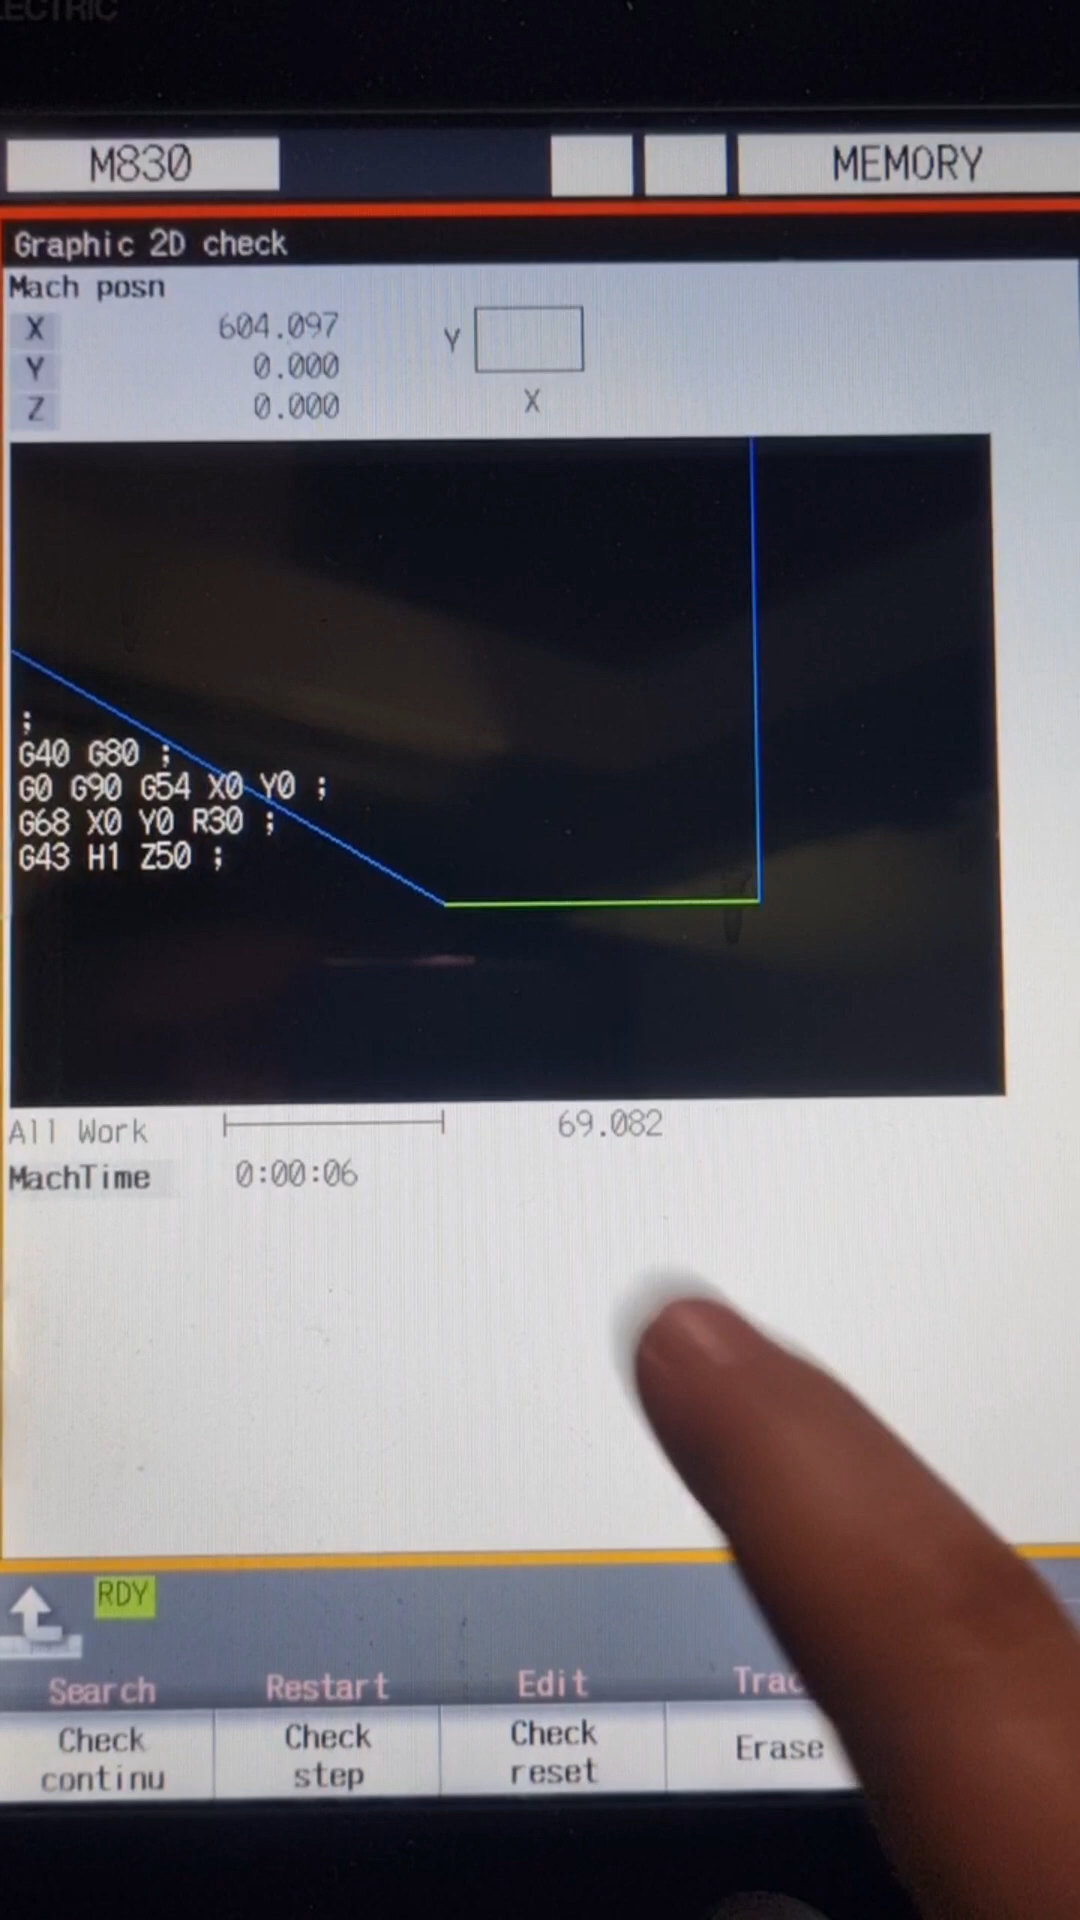 ECTRIC
M830 MEMORY
Graphic 2D check
Mach posn
X 604.097
Y 0.000
Z 0.000
Y
X
;
G40 G80 ;
G0 G90 G54 X0 Y0 ;
G68 X0 Y0 R30 ;
G43 H1 Z50 ;
All Work 69.082
MachTime 0:00:06
RDY
Search Restart Edit Trac
Check continu
Check step
Check reset
Erase